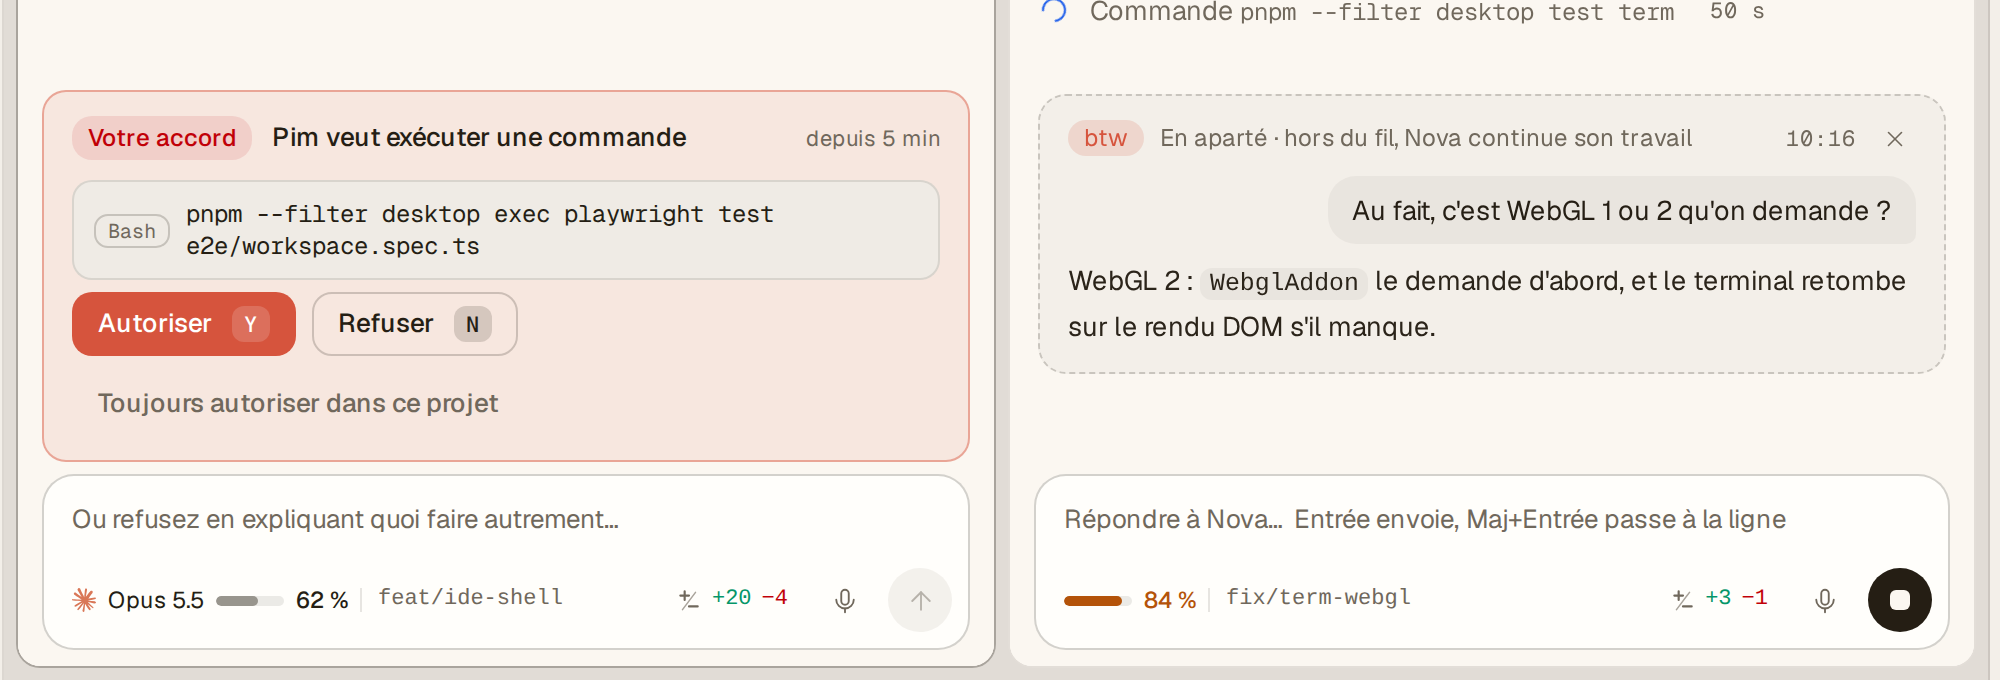 Votre accord Pim veut exécuter une commande depuis 5 min
Bash pnpm --filter desktop exec playwright test
e2e/workspace.spec.ts
Autoriser Y Refuser N
Toujours autoriser dans ce projet
Ou refusez en expliquant quoi faire autrement...
Opus 5.5 62 % feat/ide-shell +20 −4
Commande pnpm --filter desktop test term 50 s
btw En aparté · hors du fil, Nova continue son travail 10:16
Au fait, c'est WebGL 1 ou 2 qu'on demande ?
WebGL 2 : WebglAddon le demande d'abord, et le terminal retombe
sur le rendu DOM s'il manque.
Répondre à Nova... Entrée envoie, Maj+Entrée passe à la ligne
84 % fix/term-webgl +3 −1